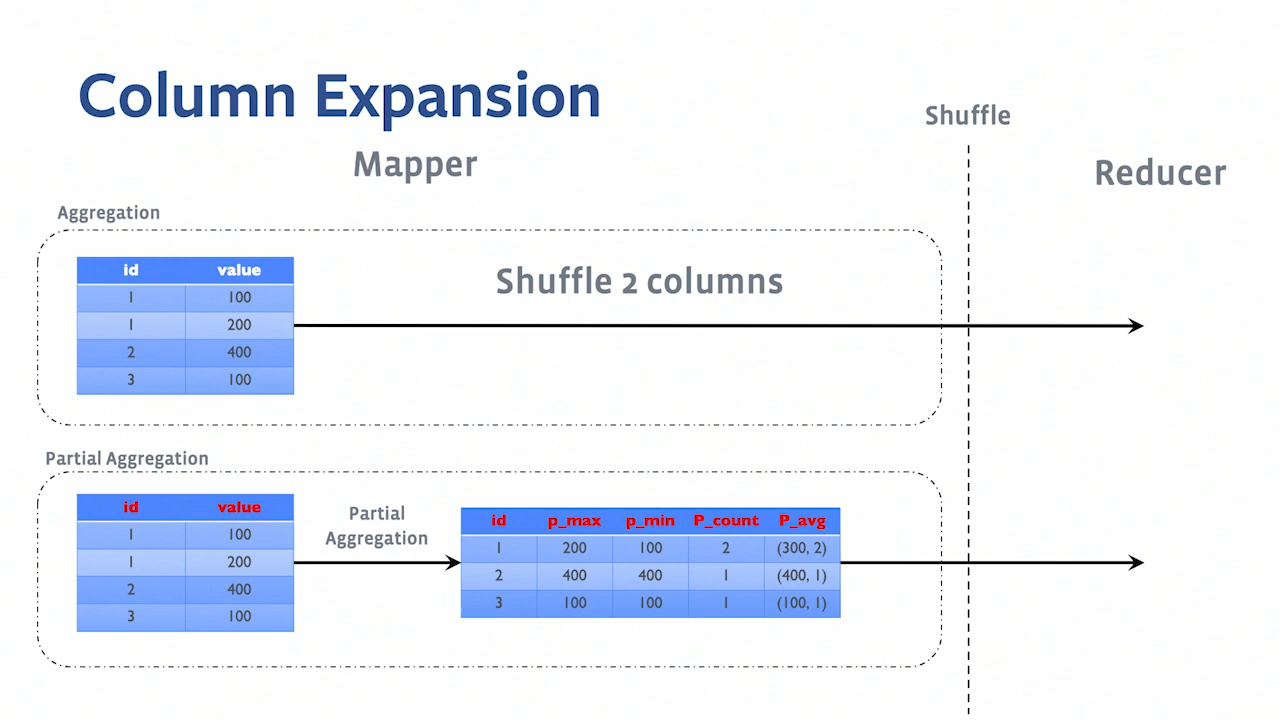 Column Expansion
Shuffle
Mapper
Reducer
Aggregation
id value
1 100
1 200
2 400
3 100
Shuffle 2 columns
Partial Aggregation
id value
1 100
1 200
2 400
3 100
Partial
Aggregation
id p_max p_min P_count P_avg
1 200 100 2 (300, 2)
2 400 400 1 (400, 1)
3 100 100 1 (100, 1)